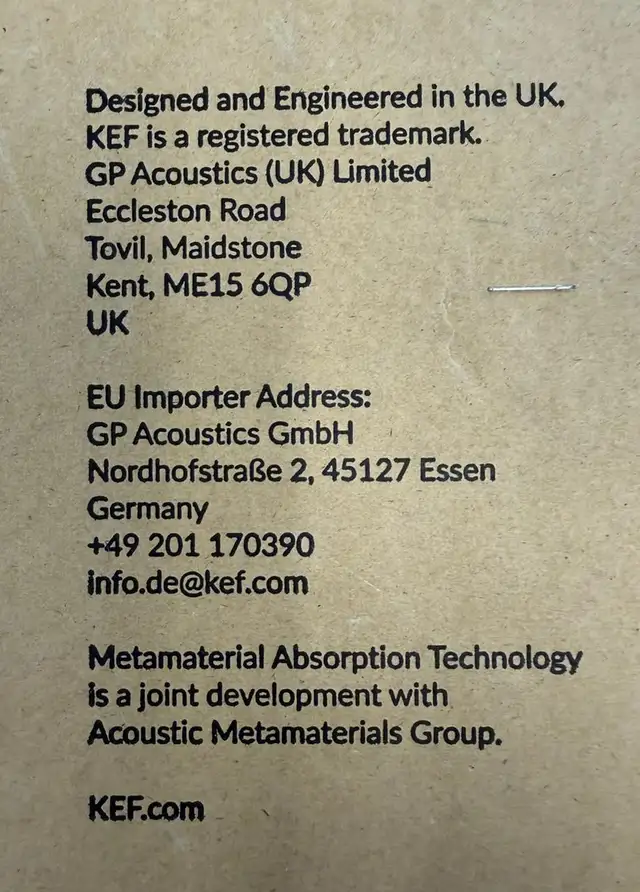 Designed and Engineered in the UK.
KEF is a registered trademark.
GP Acoustics (UK) Limited
Eccleston Road
Tovil, Maidstone
Kent, ME15 6QP
UK
EU Importer Address:
GP Acoustics GmbH
Nordhofstraße 2, 45127 Essen
Germany
+49 201 170390
info.de@kef.com
Metamaterial Absorption Technology
is a joint development with
Acoustic Metamaterials Group.
KEF.com